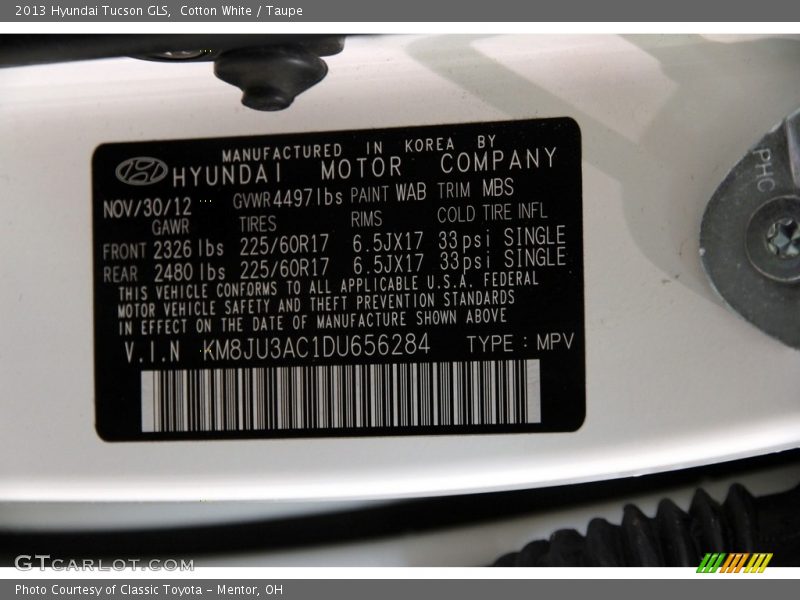 2013 Hyundai Tucson GLS,  Cotton White / Taupe
MANUFACTURED IN KOREA BY
HYUNDAI MOTOR COMPANY
NOV/30/12 GVWR 4497lbs PAINT WAB TRIM MBS
GAWR TIRES RIMS COLD TIRE INFL
FRONT 2326 lbs 225/60R17 6.5JX17 33psi SINGLE
REAR 2480 lbs 225/60R17 6.5JX17 33psi SINGLE
THIS VEHICLE CONFORMS TO ALL APPLICABLE U.S.A. FEDERAL
MOTOR VEHICLE SAFETY AND THEFT PREVENTION STANDARDS
IN EFFECT ON THE DATE OF MANUFACTURE SHOWN ABOVE
V.I.N KM8JU3AC1DU656284 TYPE : MPV
PHC
GTcarlot.com
Photo Courtesy of Classic Toyota - Mentor, OH